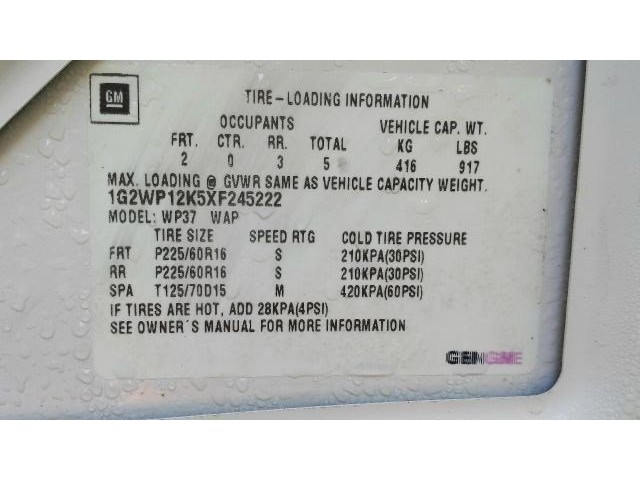 GM
TIRE-LOADING INFORMATION
OCCUPANTS VEHICLE CAP. WT.
FRT. CTR. RR. TOTAL KG LBS
2 0 3 5 416 917
MAX. LOADING @ GVWR SAME AS VEHICLE CAPACITY WEIGHT.
1G2WP12K5XF245222
MODEL: WP37 WAP
TIRE SIZE SPEED RTG COLD TIRE PRESSURE
FRT P225/60R16 S 210KPA(30PSI)
RR P225/60R16 S 210KPA(30PSI)
SPA T125/70D15 M 420KPA(60PSI)
IF TIRES ARE HOT, ADD 28KPA(4PSI)
SEE OWNER'S MANUAL FOR MORE INFORMATION